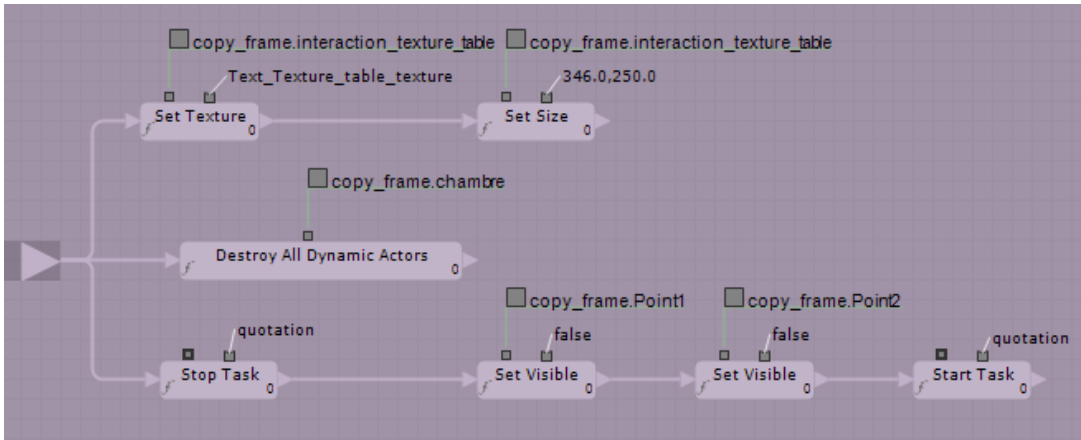 copy_frame.interaction_texture_table
copy_frame.interaction_texture_table
Text_Texture_table_texture
346.0,250.0
Set Texture
0
Set Size
0
copy_frame.chambre
Destroy All Dynamic Actors
0
copy_frame.Point1
copy_frame.Point2
quotation
false
false
quotation
Stop Task
0
Set Visible
0
Set Visible
0
Start Task
0